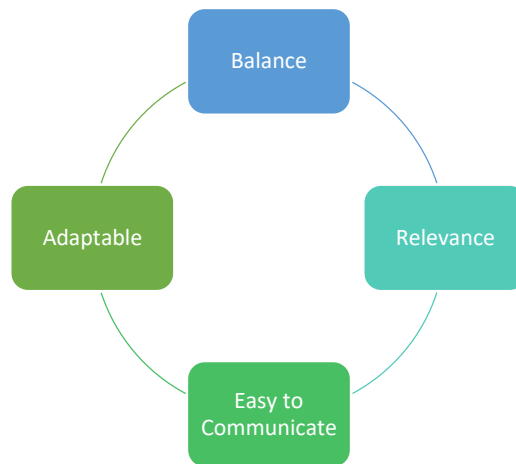 Balance
Adaptable
Relevance
Easy to
Communicate